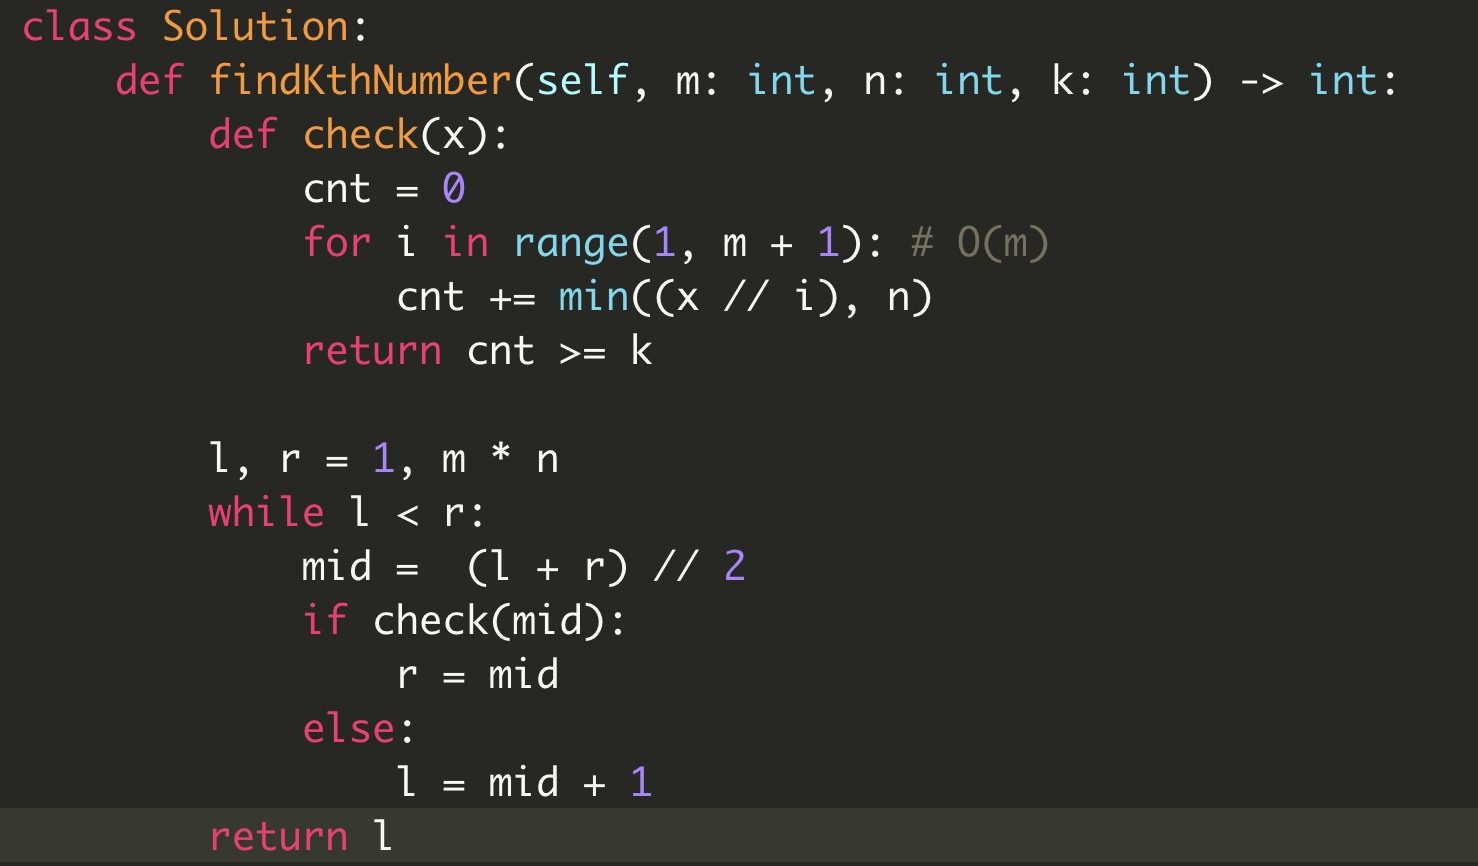 class Solution:
    def findKthNumber(self, m: int, n: int, k: int) -> int:
        def check(x):
            cnt = 0
            for i in range(1, m + 1): # O(m)
                cnt += min((x // i), n)
            return cnt >= k

        l, r = 1, m * n
        while l < r:
            mid =  (l + r) // 2
            if check(mid):
                r = mid
            else:
                l = mid + 1
        return l